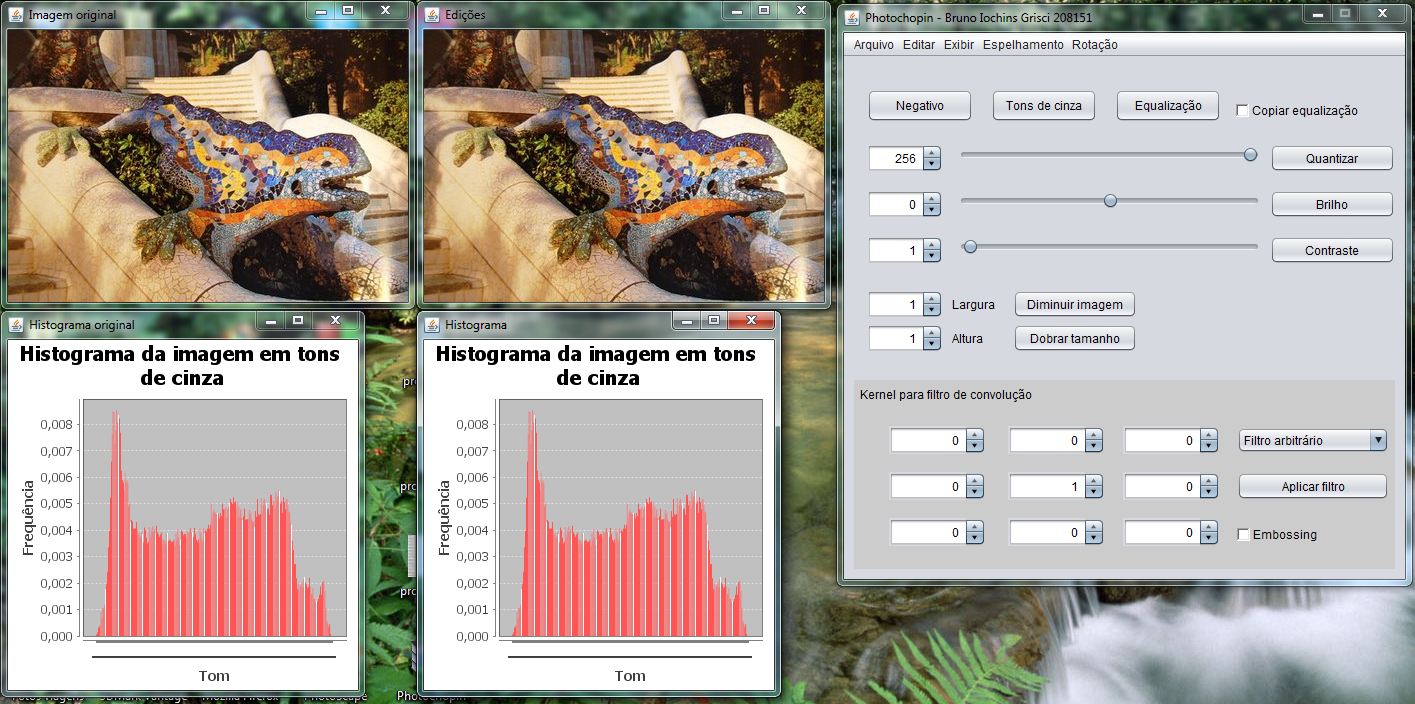 Imagem original
Edições
Photochopin - Bruno Iochins Grisci 208151
Arquivo Editar Exibir Espelhamento Rotação
Negativo Tons de cinza Equalização Copiar equalização
256 Quantizar
0 Brilho
1 Contraste
1 Largura Diminuir imagem
1 Altura Dobrar tamanho
Kernel para filtro de convolução
0 0 0 Filtro arbitrário
0 1 0 Aplicar filtro
0 0 0 Embossing
Histograma original
Histograma da imagem em tons
de cinza
Frequência
0,008
0,007
0,006
0,005
0,004
0,003
0,002
0,001
0,000
Tom
Histograma
Histograma da imagem em tons
de cinza
Frequência
0,008
0,007
0,006
0,005
0,004
0,003
0,002
0,001
0,000
Tom